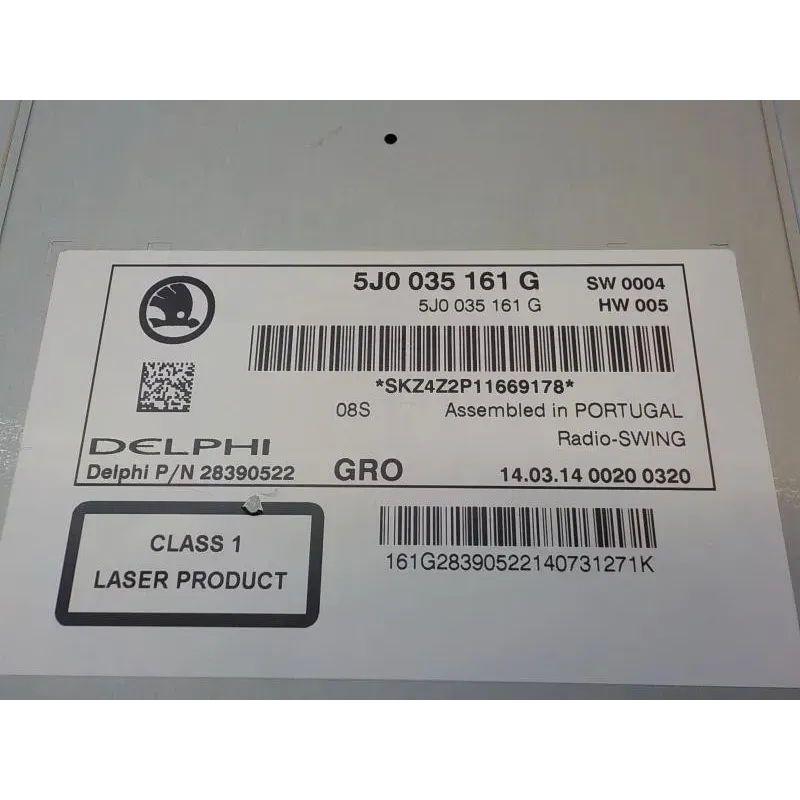 5J0 035 161 G SW 0004
5J0 035 161 G HW 005
*SKZ4Z2P11669178*
08S Assembled in PORTUGAL
Radio-SWING
DELPHI
Delphi P/N 28390522 GRO 14.03.14 0020 0320
CLASS 1
LASER PRODUCT
161G28390522140731271K